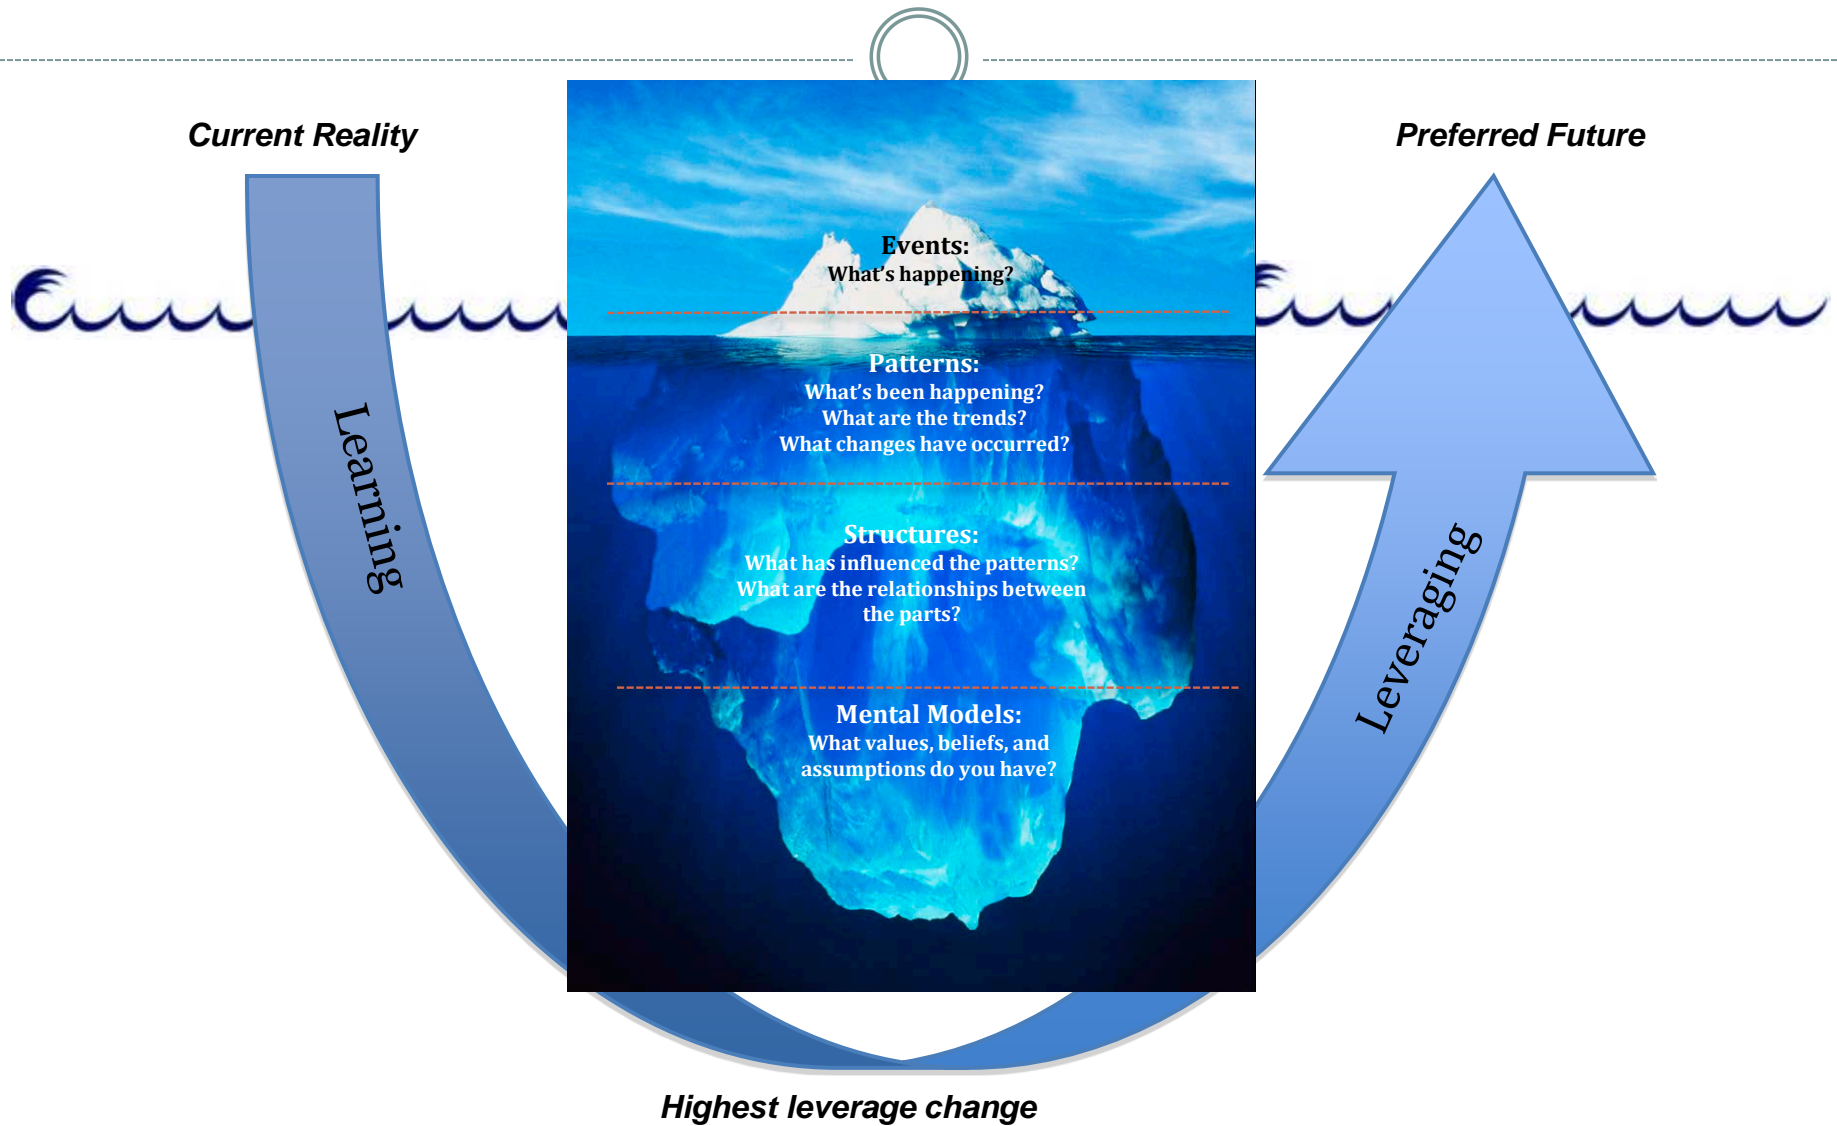 Current Reality
Preferred Future
Events:
What’s happening?
Patterns:
What’s been happening?
What are the trends?
What changes have occurred?
Learning
Structures:
What has influenced the patterns?
What are the relationships between
the parts?
Leveraging
Mental Models:
What values, beliefs, and
assumptions do you have?
Highest leverage change